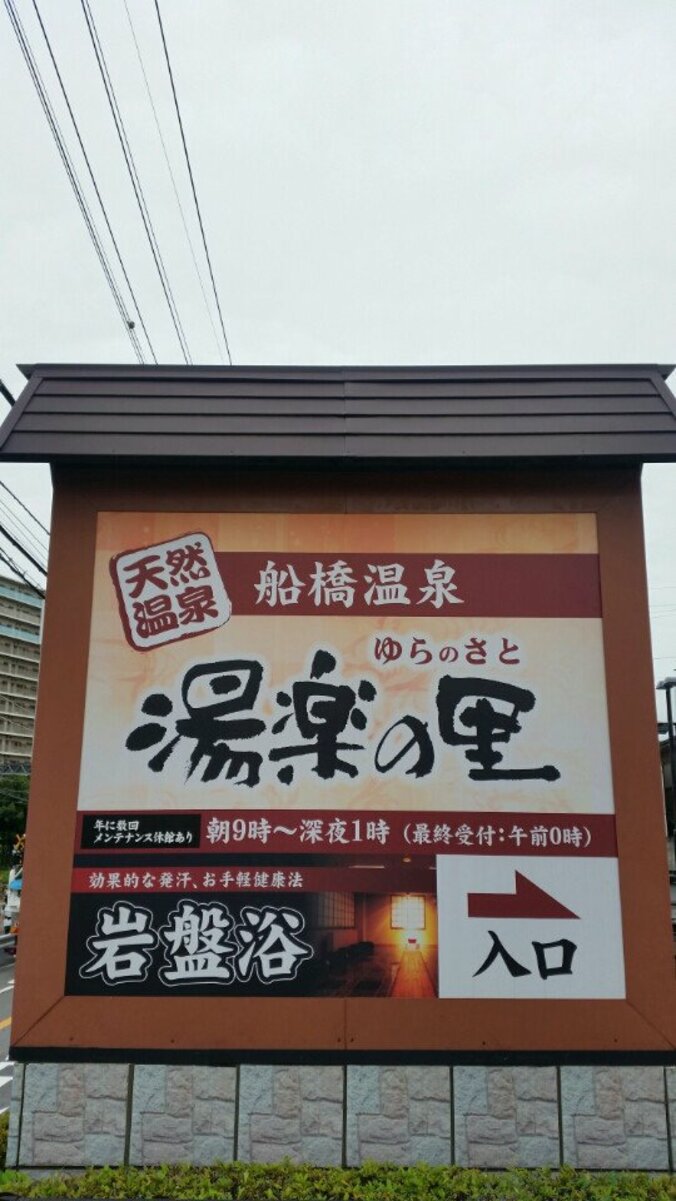 天然
温泉
船橋温泉
ゆらのさと
湯楽の里
年に数回
メンテナンス休館あり
朝9時～深夜1時（最終受付：午前0時）
効果的な発汗、お手軽健康法
岩盤浴
入口